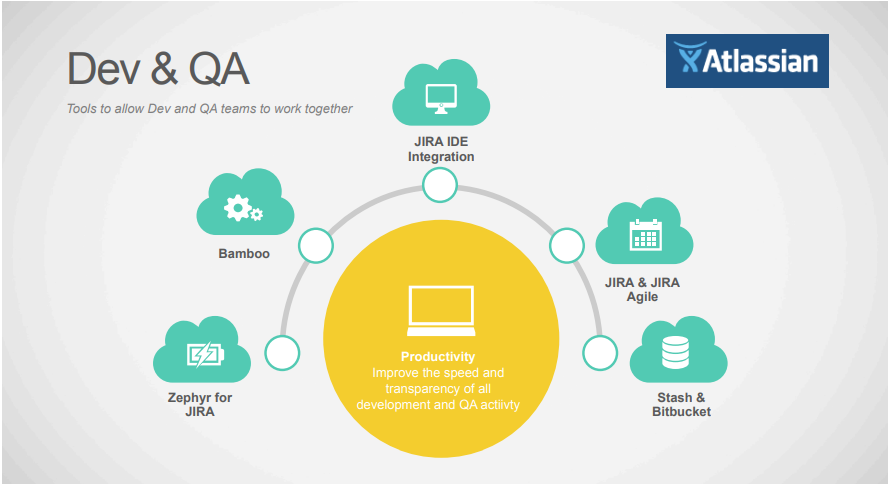 Dev & QA
Tools to allow Dev and QA teams to work together
Atlassian
JIRA IDE
Integration
Bamboo
JIRA & JIRA
Agile
Zephyr for
JIRA
Productivity
Improve the speed and
transparency of all
development and QA actiivty
Stash &
Bitbucket